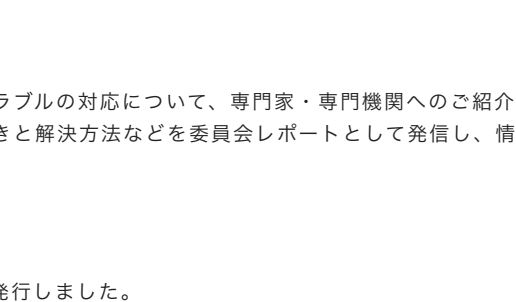 ラブルの対応について、専門家・専門機関へのご紹介
きと解決方法などを委員会レポートとして発信し、情
発行しました。